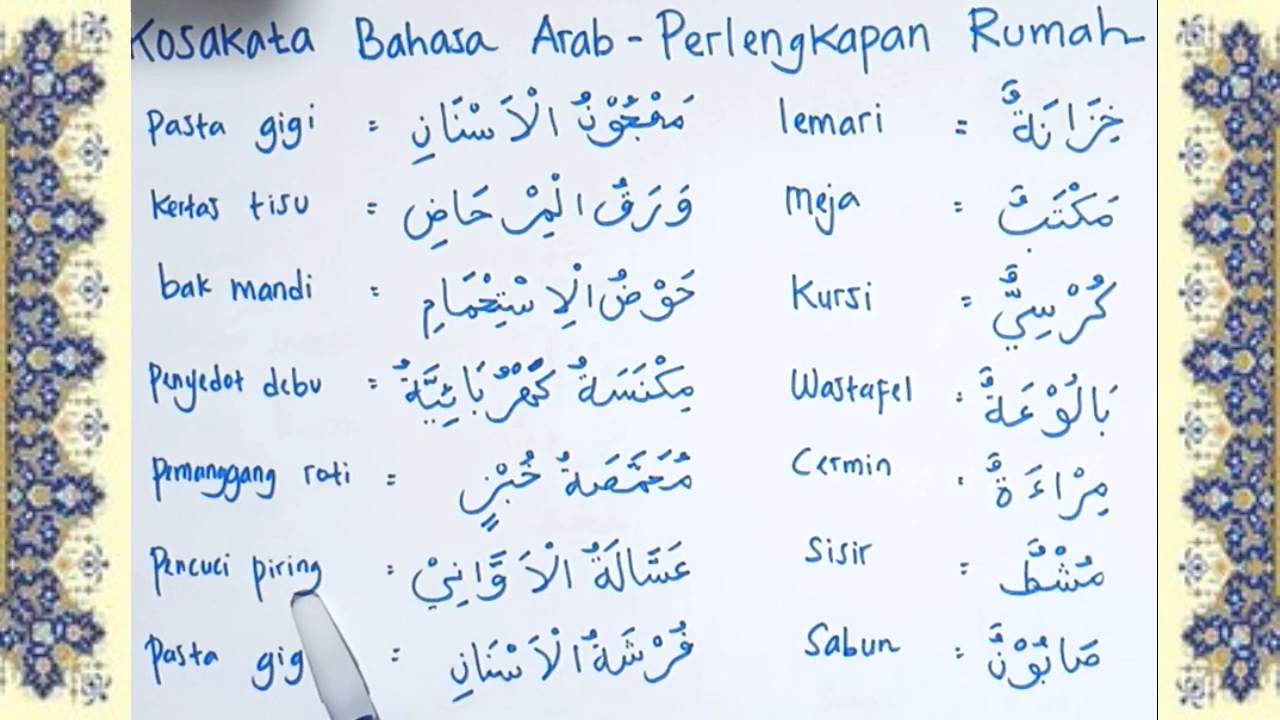 Kosakata Bahasa Arab - Perlengkapan Rumah
Pasta gigi = مَعْجُوْنُ الْاَسْنَانِ
lemari = خِزَانَةٌ
Kertas tisu = وَرَقُ الْمِرْحَاضِ
Meja = مَكْتَبٌ
bak mandi = حَوْضُ الْاِسْتِحْمَامِ
Kursi = كُرْسِيٌّ
Penyedot debu = مِكْنَسَةٌ كَهْرُبَائِيَّةٌ
Wastafel = بَالُوْعَةٌ
Pemanggang roti = مُحَمَّصَةُ خُبْزٍ
Cermin = مِرْاءَةٌ
Pencuci piring = غَسَّالَةُ الْاَوَّانِيْ
Sisir = مُشْطٌ
Pasta gig = فُرْشَةُ الْاَسْنَانِ
Sabun = صَابُوْنٌ